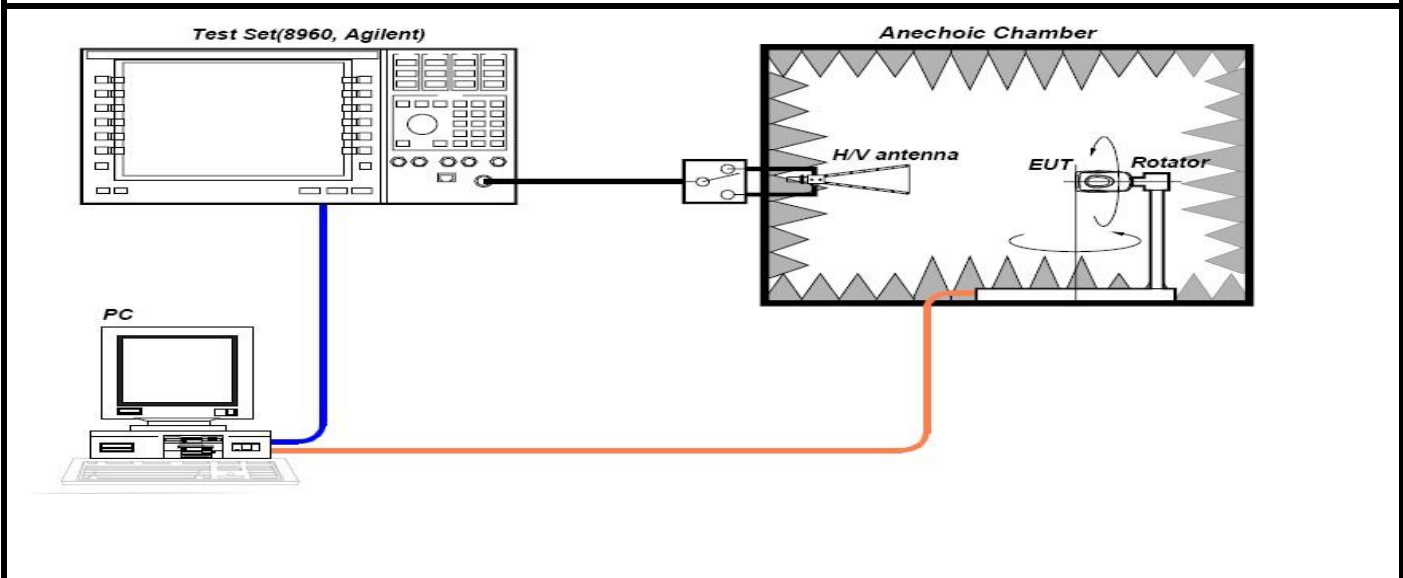 Test Set(8960, Agilent)
Anechoic Chamber
H/V antenna
EUT
Rotator
PC